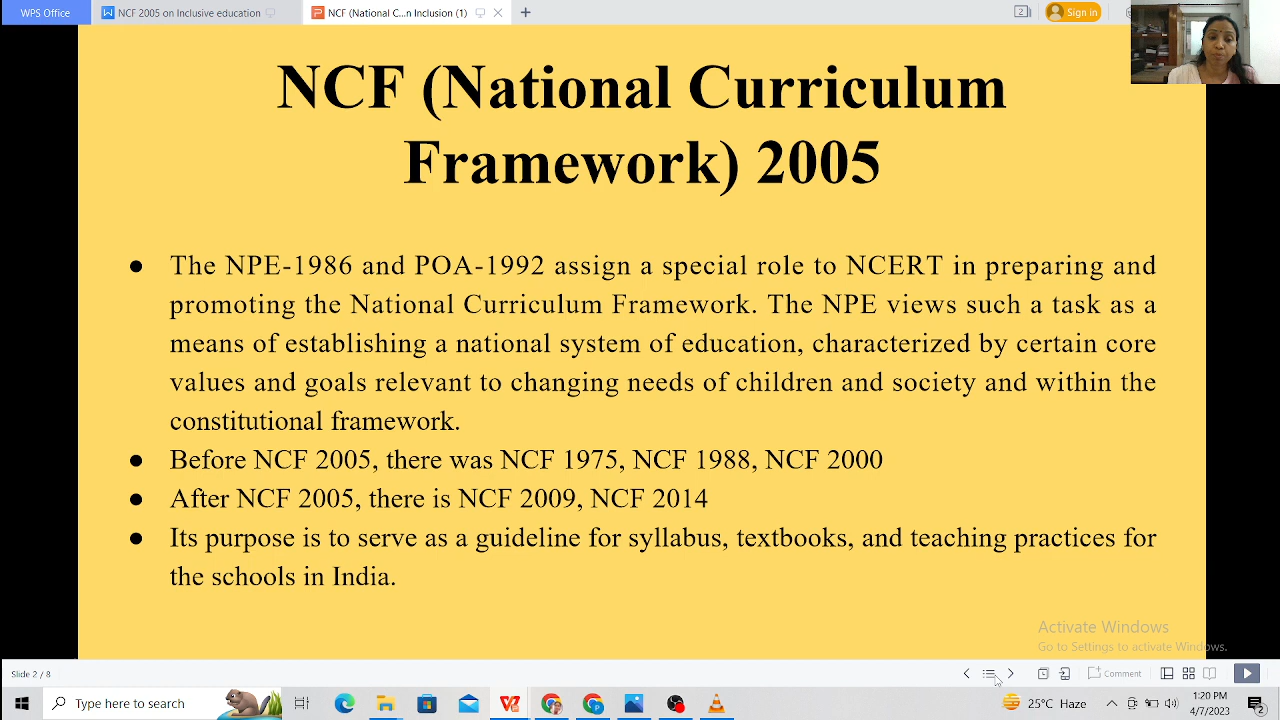 WPS Office
NCF 2005 on Inclusive education
NCF (National C...n Inclusion (1)
2
Sign in
NCF (National Curriculum
Framework) 2005
● The NPE-1986 and POA-1992 assign a special role to NCERT in preparing and
promoting the National Curriculum Framework. The NPE views such a task as a
means of establishing a national system of education, characterized by certain core
values and goals relevant to changing needs of children and society and within the
constitutional framework.
● Before NCF 2005, there was NCF 1975, NCF 1988, NCF 2000
● After NCF 2005, there is NCF 2009, NCF 2014
● Its purpose is to serve as a guideline for syllabus, textbooks, and teaching practices for
the schools in India.
Activate Windows
Go to Settings to activate Windows.
Slide 2 / 8
Comment
Type here to search
25°C Haze
1:20 PM
4/7/2023
2